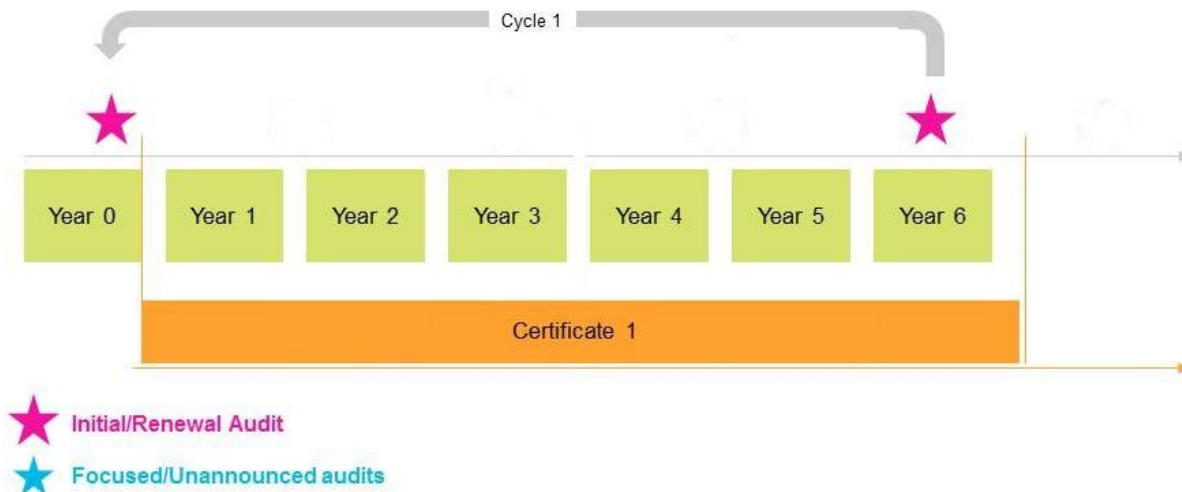 Cycle 1
Year 0 Year 1 Year 2 Year 3 Year 4 Year 5 Year 6
Certificate 1
Initial/Renewal Audit
Focused/Unannounced audits